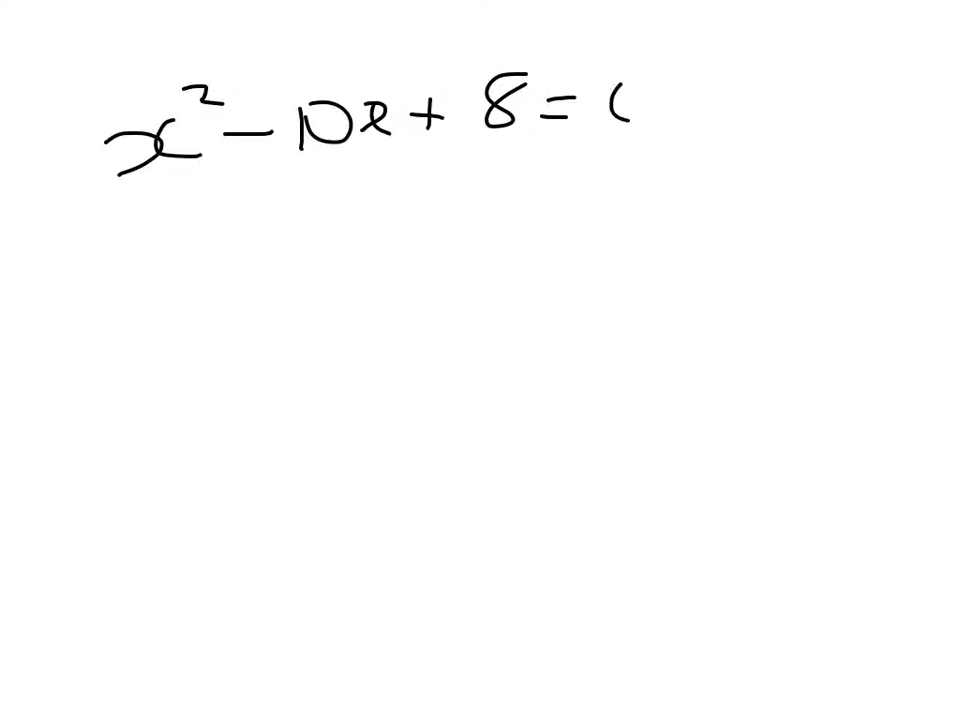 x² - 10x + 8 = (